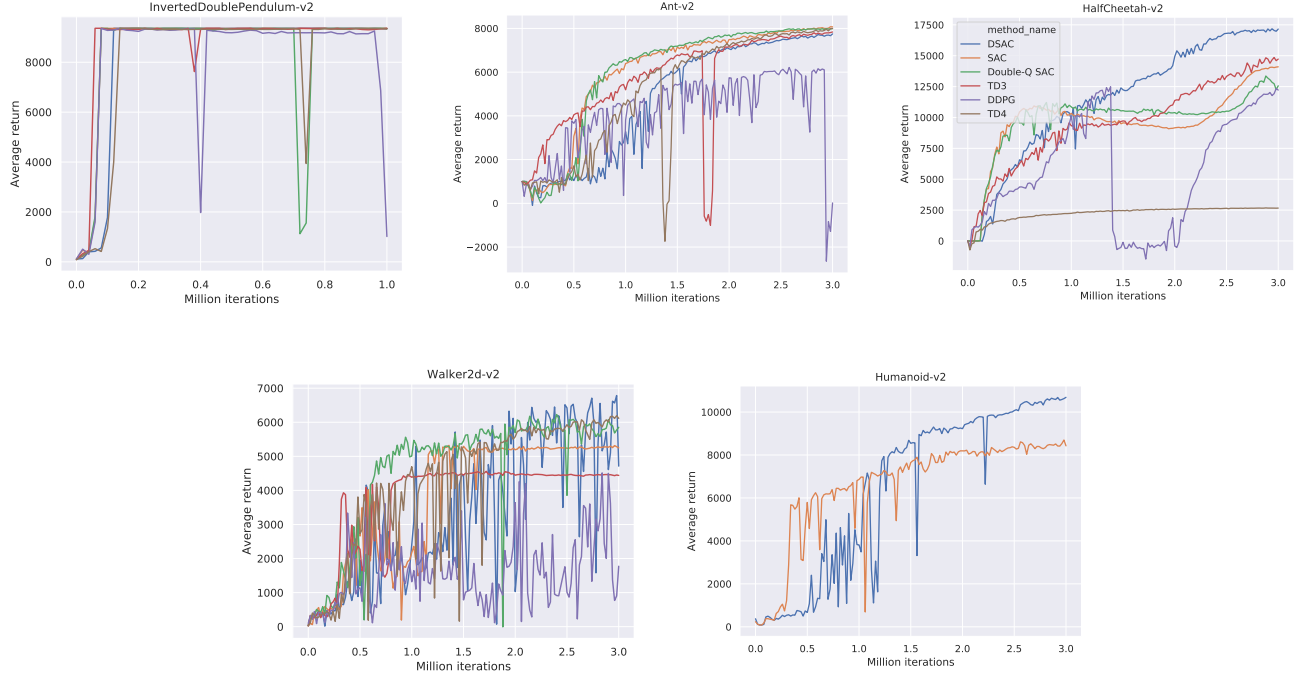 InvertedDoublePendulum-v2
Average return
8000
6000
4000
2000
0
0.0 0.2 0.4 0.6 0.8 1.0
Million iterations
Ant-v2
Average return
8000
6000
4000
2000
0
−2000
0.0 0.5 1.0 1.5 2.0 2.5 3.0
Million iterations
HalfCheetah-v2
Average return
17500
15000
12500
10000
7500
5000
2500
0
method_name
DSAC
SAC
Double-Q SAC
TD3
DDPG
TD4
0.0 0.5 1.0 1.5 2.0 2.5 3.0
Million iterations
Walker2d-v2
Average return
7000
6000
5000
4000
3000
2000
1000
0
0.0 0.5 1.0 1.5 2.0 2.5 3.0
Million iterations
Humanoid-v2
Average return
10000
8000
6000
4000
2000
0
0.0 0.5 1.0 1.5 2.0 2.5 3.0
Million iterations